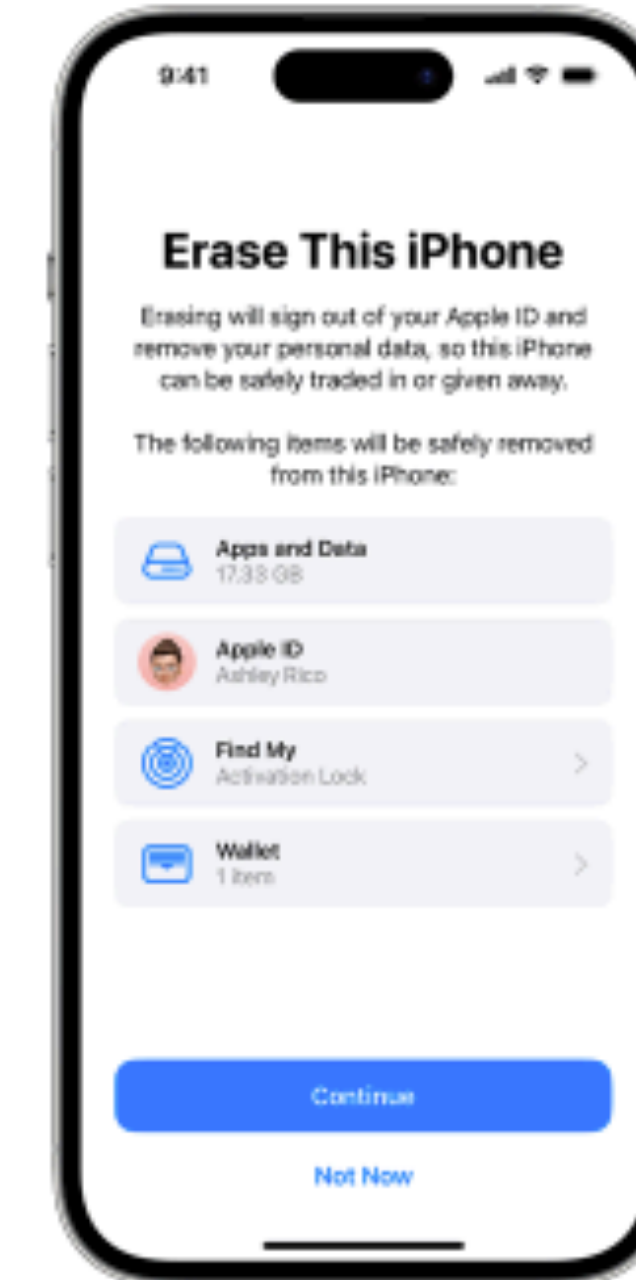 9:41
Erase This iPhone
Erasing will sign out of your Apple ID and
remove your personal data, so this iPhone
can be safely traded in or given away.
The following items will be safely removed
from this iPhone:
Apps and Data
17.33 GB
Apple ID
Ashley Rico
Find My
Activation Lock
Wallet
1 item
Continue
Not Now